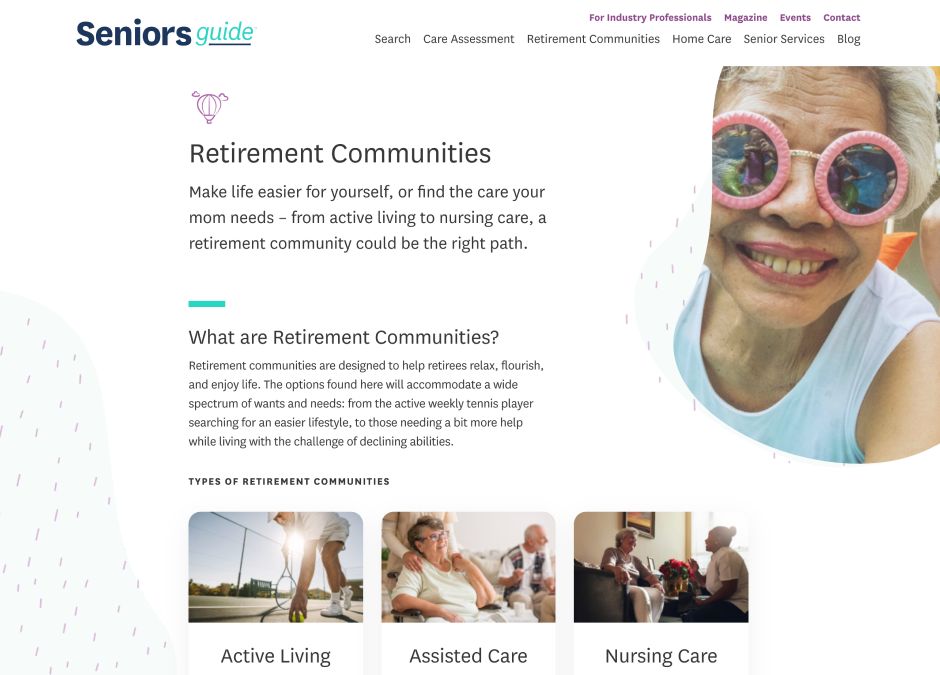 For Industry Professionals Magazine Events Contact
Seniors guide
Search Care Assessment Retirement Communities Home Care Senior Services Blog
Retirement Communities
Make life easier for yourself, or find the care your
mom needs – from active living to nursing care, a
retirement community could be the right path.
What are Retirement Communities?
Retirement communities are designed to help retirees relax, flourish,
and enjoy life. The options found here will accommodate a wide
spectrum of wants and needs: from the active weekly tennis player
searching for an easier lifestyle, to those needing a bit more help
while living with the challenge of declining abilities.
TYPES OF RETIREMENT COMMUNITIES
Active Living Assisted Care Nursing Care